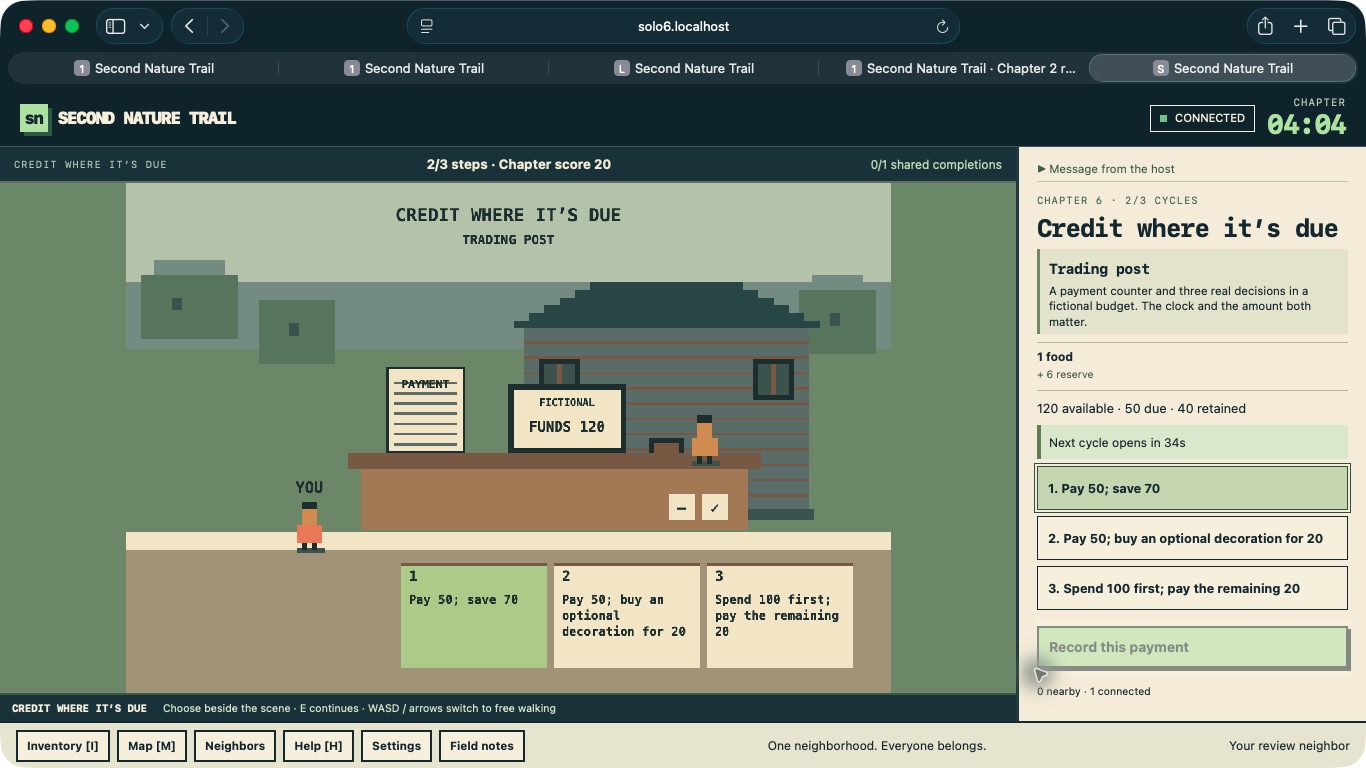 solo6.localhost
1 Second Nature Trail
1 Second Nature Trail
L Second Nature Trail
1 Second Nature Trail · Chapter 2 r...
S Second Nature Trail
sn SECOND NATURE TRAIL
CONNECTED
CHAPTER
04:04
CREDIT WHERE IT'S DUE
2/3 steps · Chapter score 20
0/1 shared completions
CREDIT WHERE IT'S DUE
TRADING POST
PAYMENT
FICTIONAL
FUNDS 120
YOU
– ✓
1
Pay 50; save 70
2
Pay 50; buy an
optional
decoration for 20
3
Spend 100 first;
pay the remaining
20
CREDIT WHERE IT'S DUE
Choose beside the scene · E continues · WASD / arrows switch to free walking
▶ Message from the host
CHAPTER 6 · 2/3 CYCLES
Credit where it's due
Trading post
A payment counter and three real decisions in a
fictional budget. The clock and the amount both
matter.
1 food
+ 6 reserve
120 available · 50 due · 40 retained
Next cycle opens in 34s
1. Pay 50; save 70
2. Pay 50; buy an optional decoration for 20
3. Spend 100 first; pay the remaining 20
Record this payment
0 nearby · 1 connected
Inventory [I]
Map [M]
Neighbors
Help [H]
Settings
Field notes
One neighborhood. Everyone belongs.
Your review neighbor